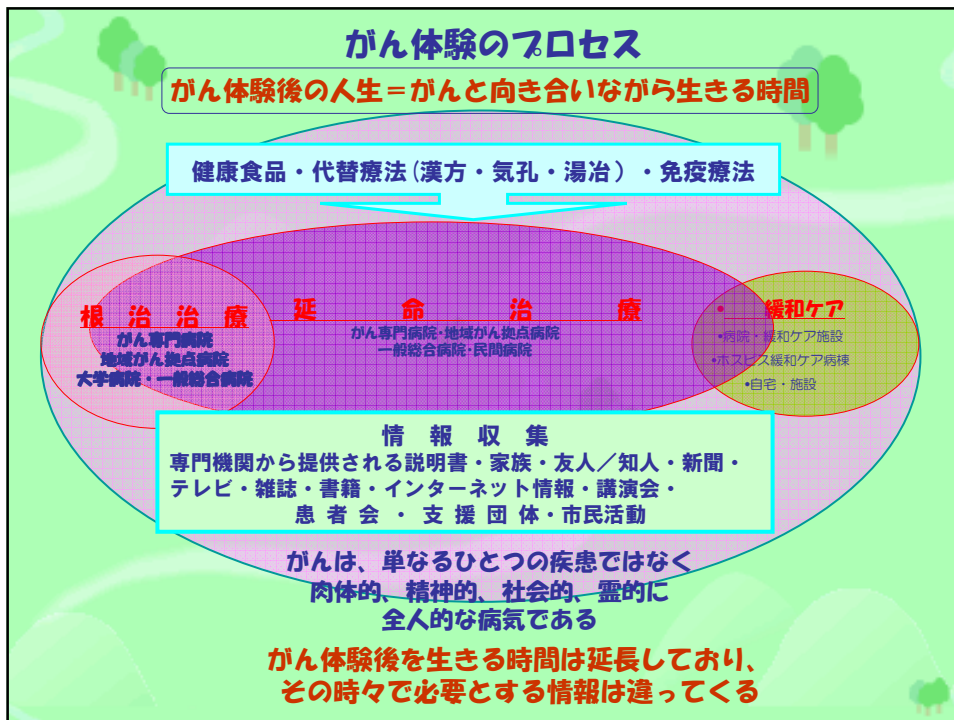 がん体験のプロセス
がん体験後の人生＝がんと向き合いながら生きる時間
健康食品・代替療法(漢方・気孔・湯治）・免疫療法
根治治療
がん専門病院
地域がん拠点病院
大学病院・一般総合病院
延命治療
がん専門病院・地域がん拠点病院
一般総合病院・民間病院
• 緩和ケア
•病院・緩和ケア施設
•ホスピス緩和ケア病棟
•自宅・施設
情報収集
専門機関から提供される説明書・家族・友人／知人・新聞・
テレビ・雑誌・書籍・インターネット情報・講演会・
患者会・支援団体・市民活動
がんは、単なるひとつの疾患ではなく
肉体的、精神的、社会的、霊的に
全人的な病気である
がん体験後を生きる時間は延長しており、
その時々で必要とする情報は違ってくる